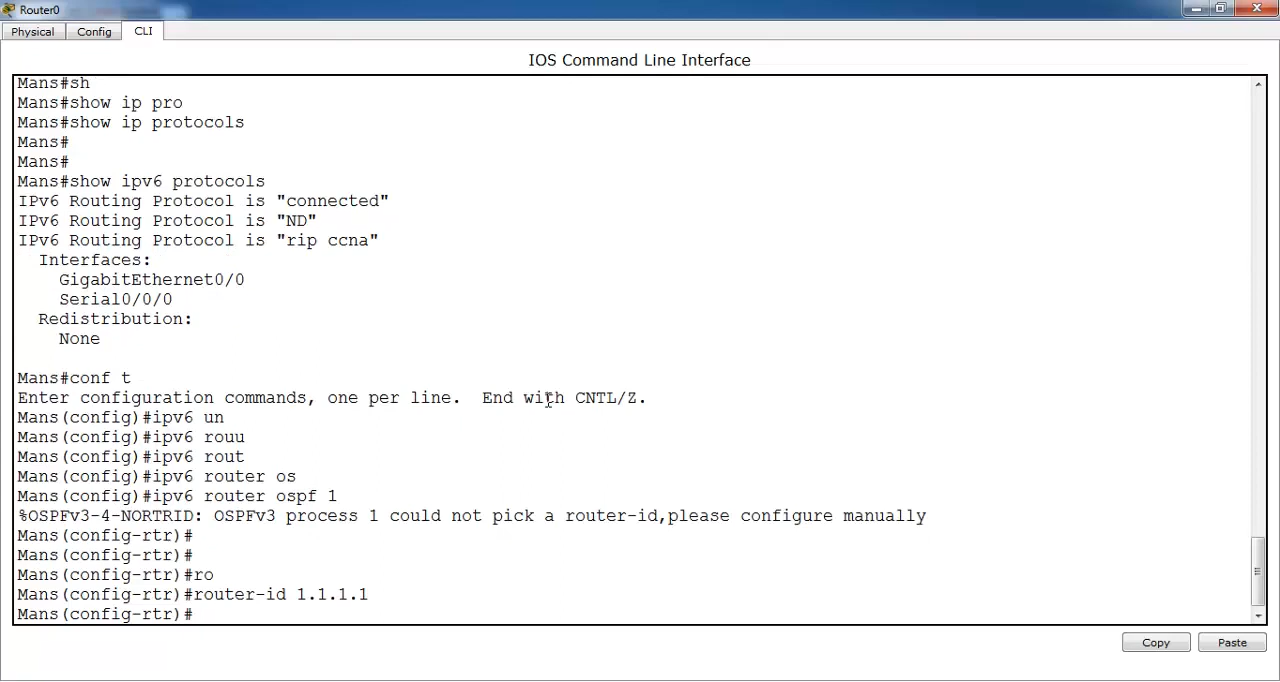 Router0
Physical Config CLI
IOS Command Line Interface
Mans#sh
Mans#show ip pro
Mans#show ip protocols
Mans#
Mans#
Mans#show ipv6 protocols
IPv6 Routing Protocol is "connected"
IPv6 Routing Protocol is "ND"
IPv6 Routing Protocol is "rip ccna"
Interfaces:
GigabitEthernet0/0
Serial0/0/0
Redistribution:
None
Mans#conf t
Enter configuration commands, one per line. End with CNTL/Z.
Mans(config)#ipv6 un
Mans(config)#ipv6 rouu
Mans(config)#ipv6 rout
Mans(config)#ipv6 router os
Mans(config)#ipv6 router ospf 1
%OSPFv3-4-NORTRID: OSPFv3 process 1 could not pick a router-id,please configure manually
Mans(config-rtr)#
Mans(config-rtr)#
Mans(config-rtr)#ro
Mans(config-rtr)#router-id 1.1.1.1
Mans(config-rtr)#
Copy Paste